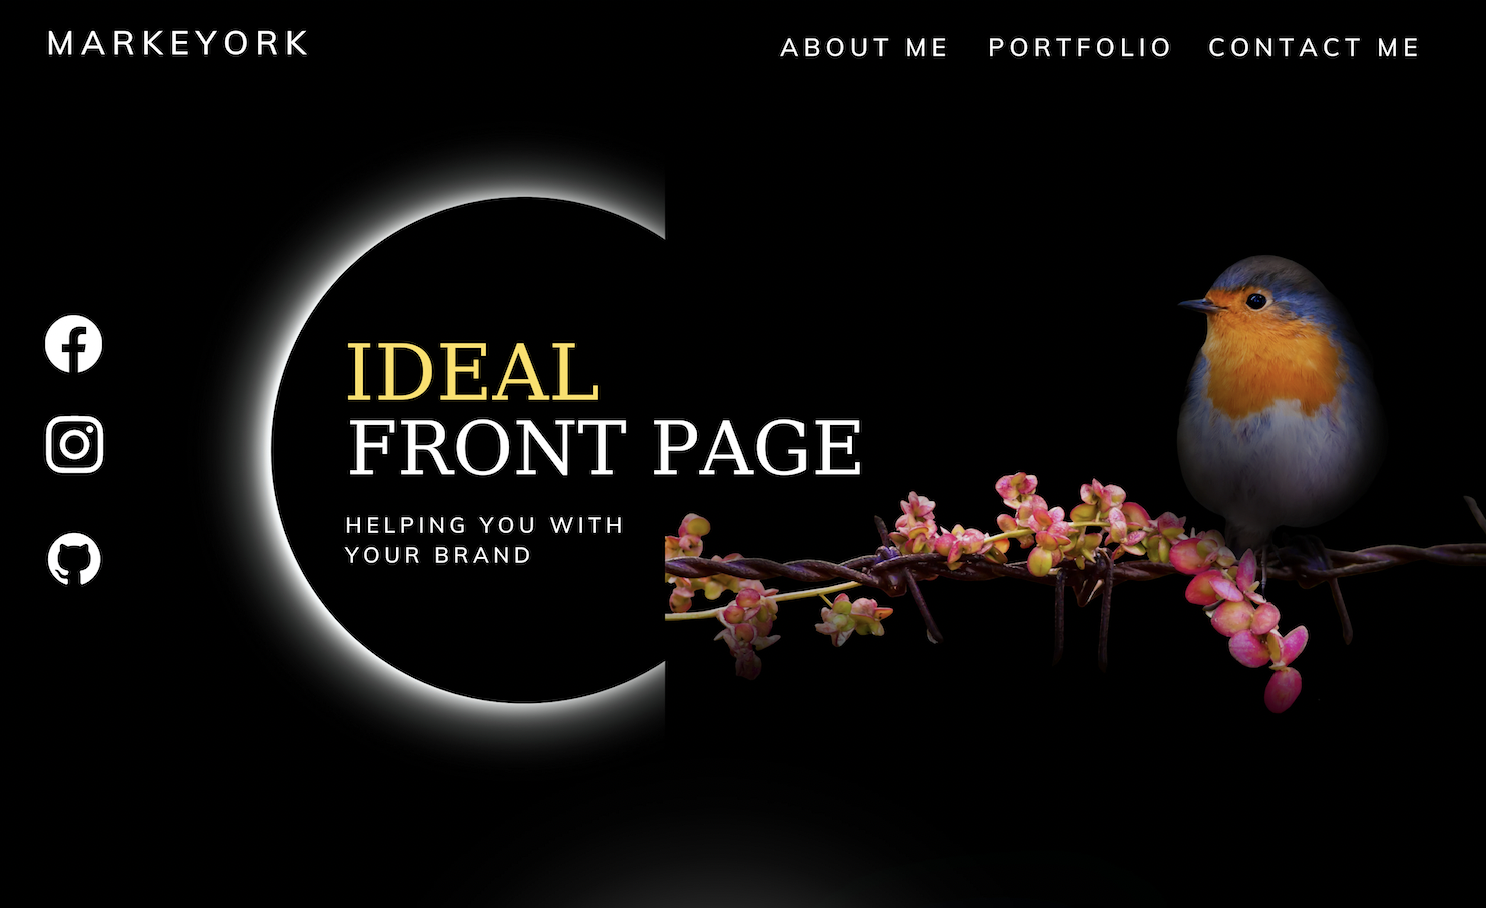 MARKEYORK
ABOUT ME PORTFOLIO CONTACT ME
IDEAL
FRONT PAGE
HELPING YOU WITH
YOUR BRAND